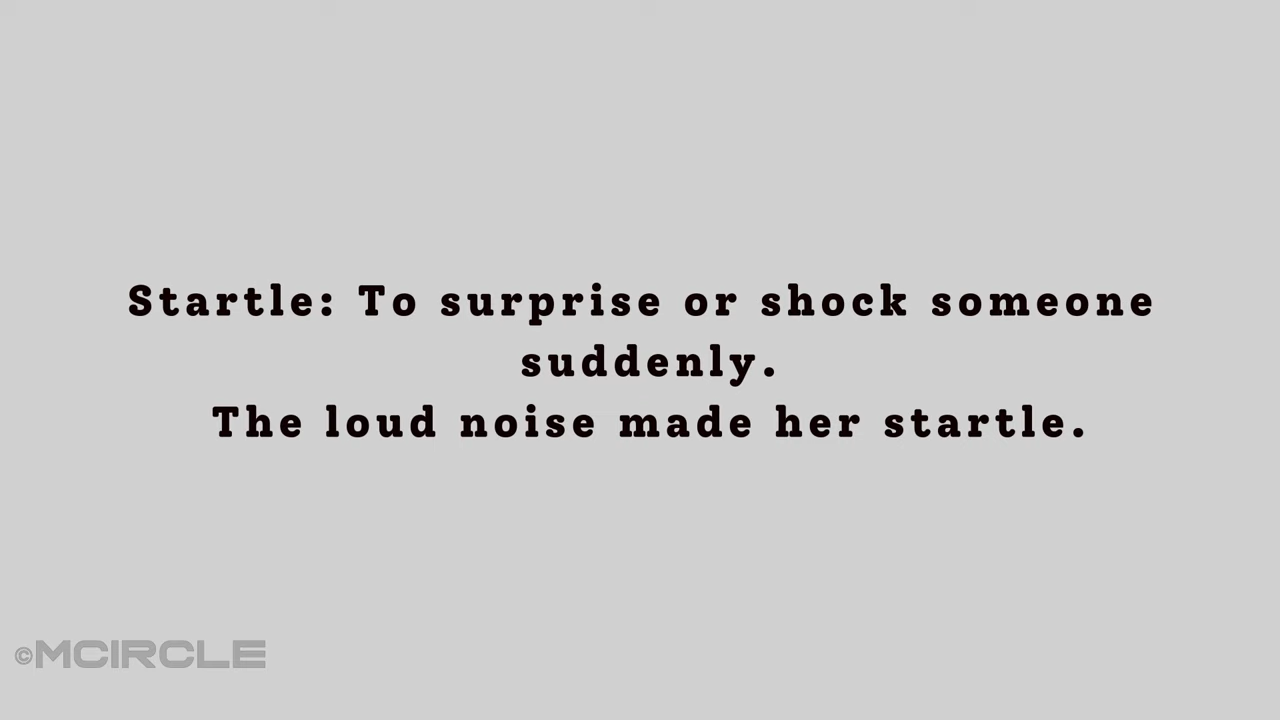 Startle: To surprise or shock someone
suddenly.
The loud noise made her startle.
©MCIRCLE